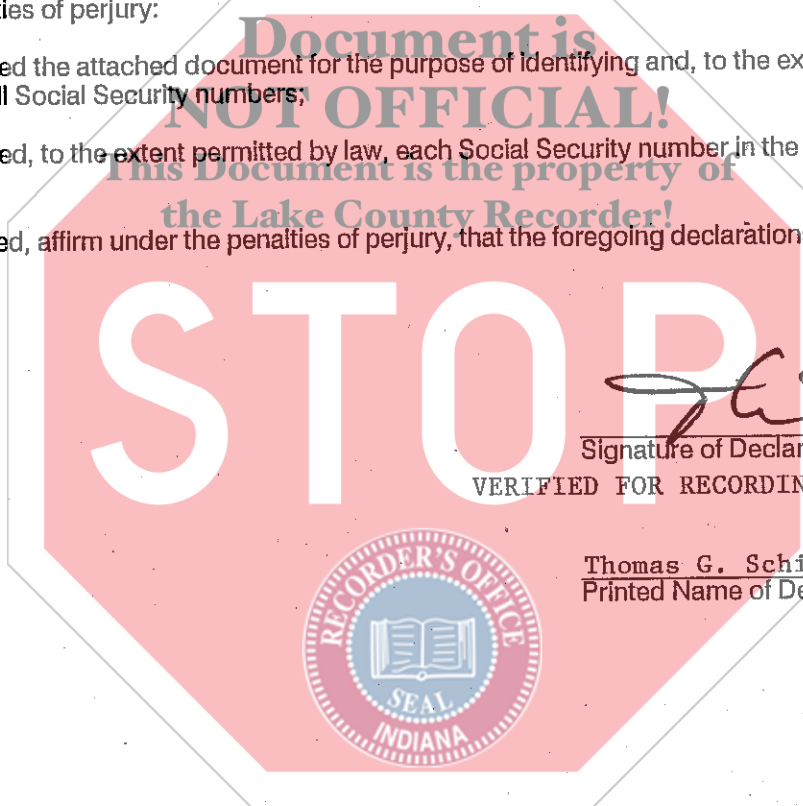 ties of perjury:
Document is
ed the attached document for the purpose of identifying and, to the ex
ll Social Security numbers;
NOT OFFICIAL!
ed, to the extent permitted by law, each Social Security number in the
This Document is the property of
the Lake County Recorder!
ed, affirm under the penalties of perjury, that the foregoing declaration
STOP
Signature of Declar
VERIFIED FOR RECORDIN
Thomas G. Schi
Printed Name of De
RECORDER'S OFFICE
SEAL
INDIANA